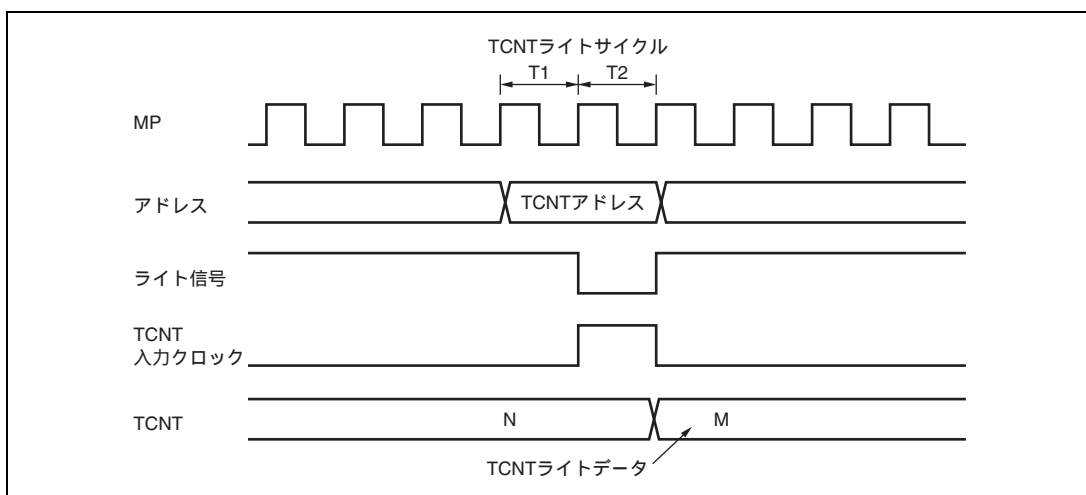 TCNTライトサイクル
T1 T2
MP
アドレス
TCNTアドレス
ライト信号
TCNT
入力クロック
TCNT
N
M
TCNTライトデータ